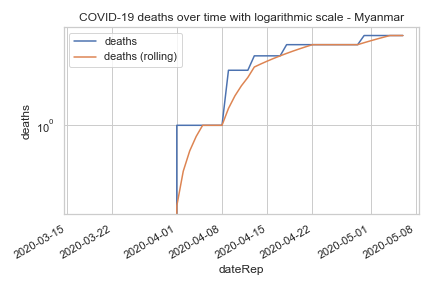 COVID-19 deaths over time with logarithmic scale - Myanmar
deaths
deaths (rolling)
deaths
10⁰
2020-03-15
2020-03-22
2020-04-01
2020-04-08
2020-04-15
2020-04-22
2020-05-01
2020-05-08
dateRep